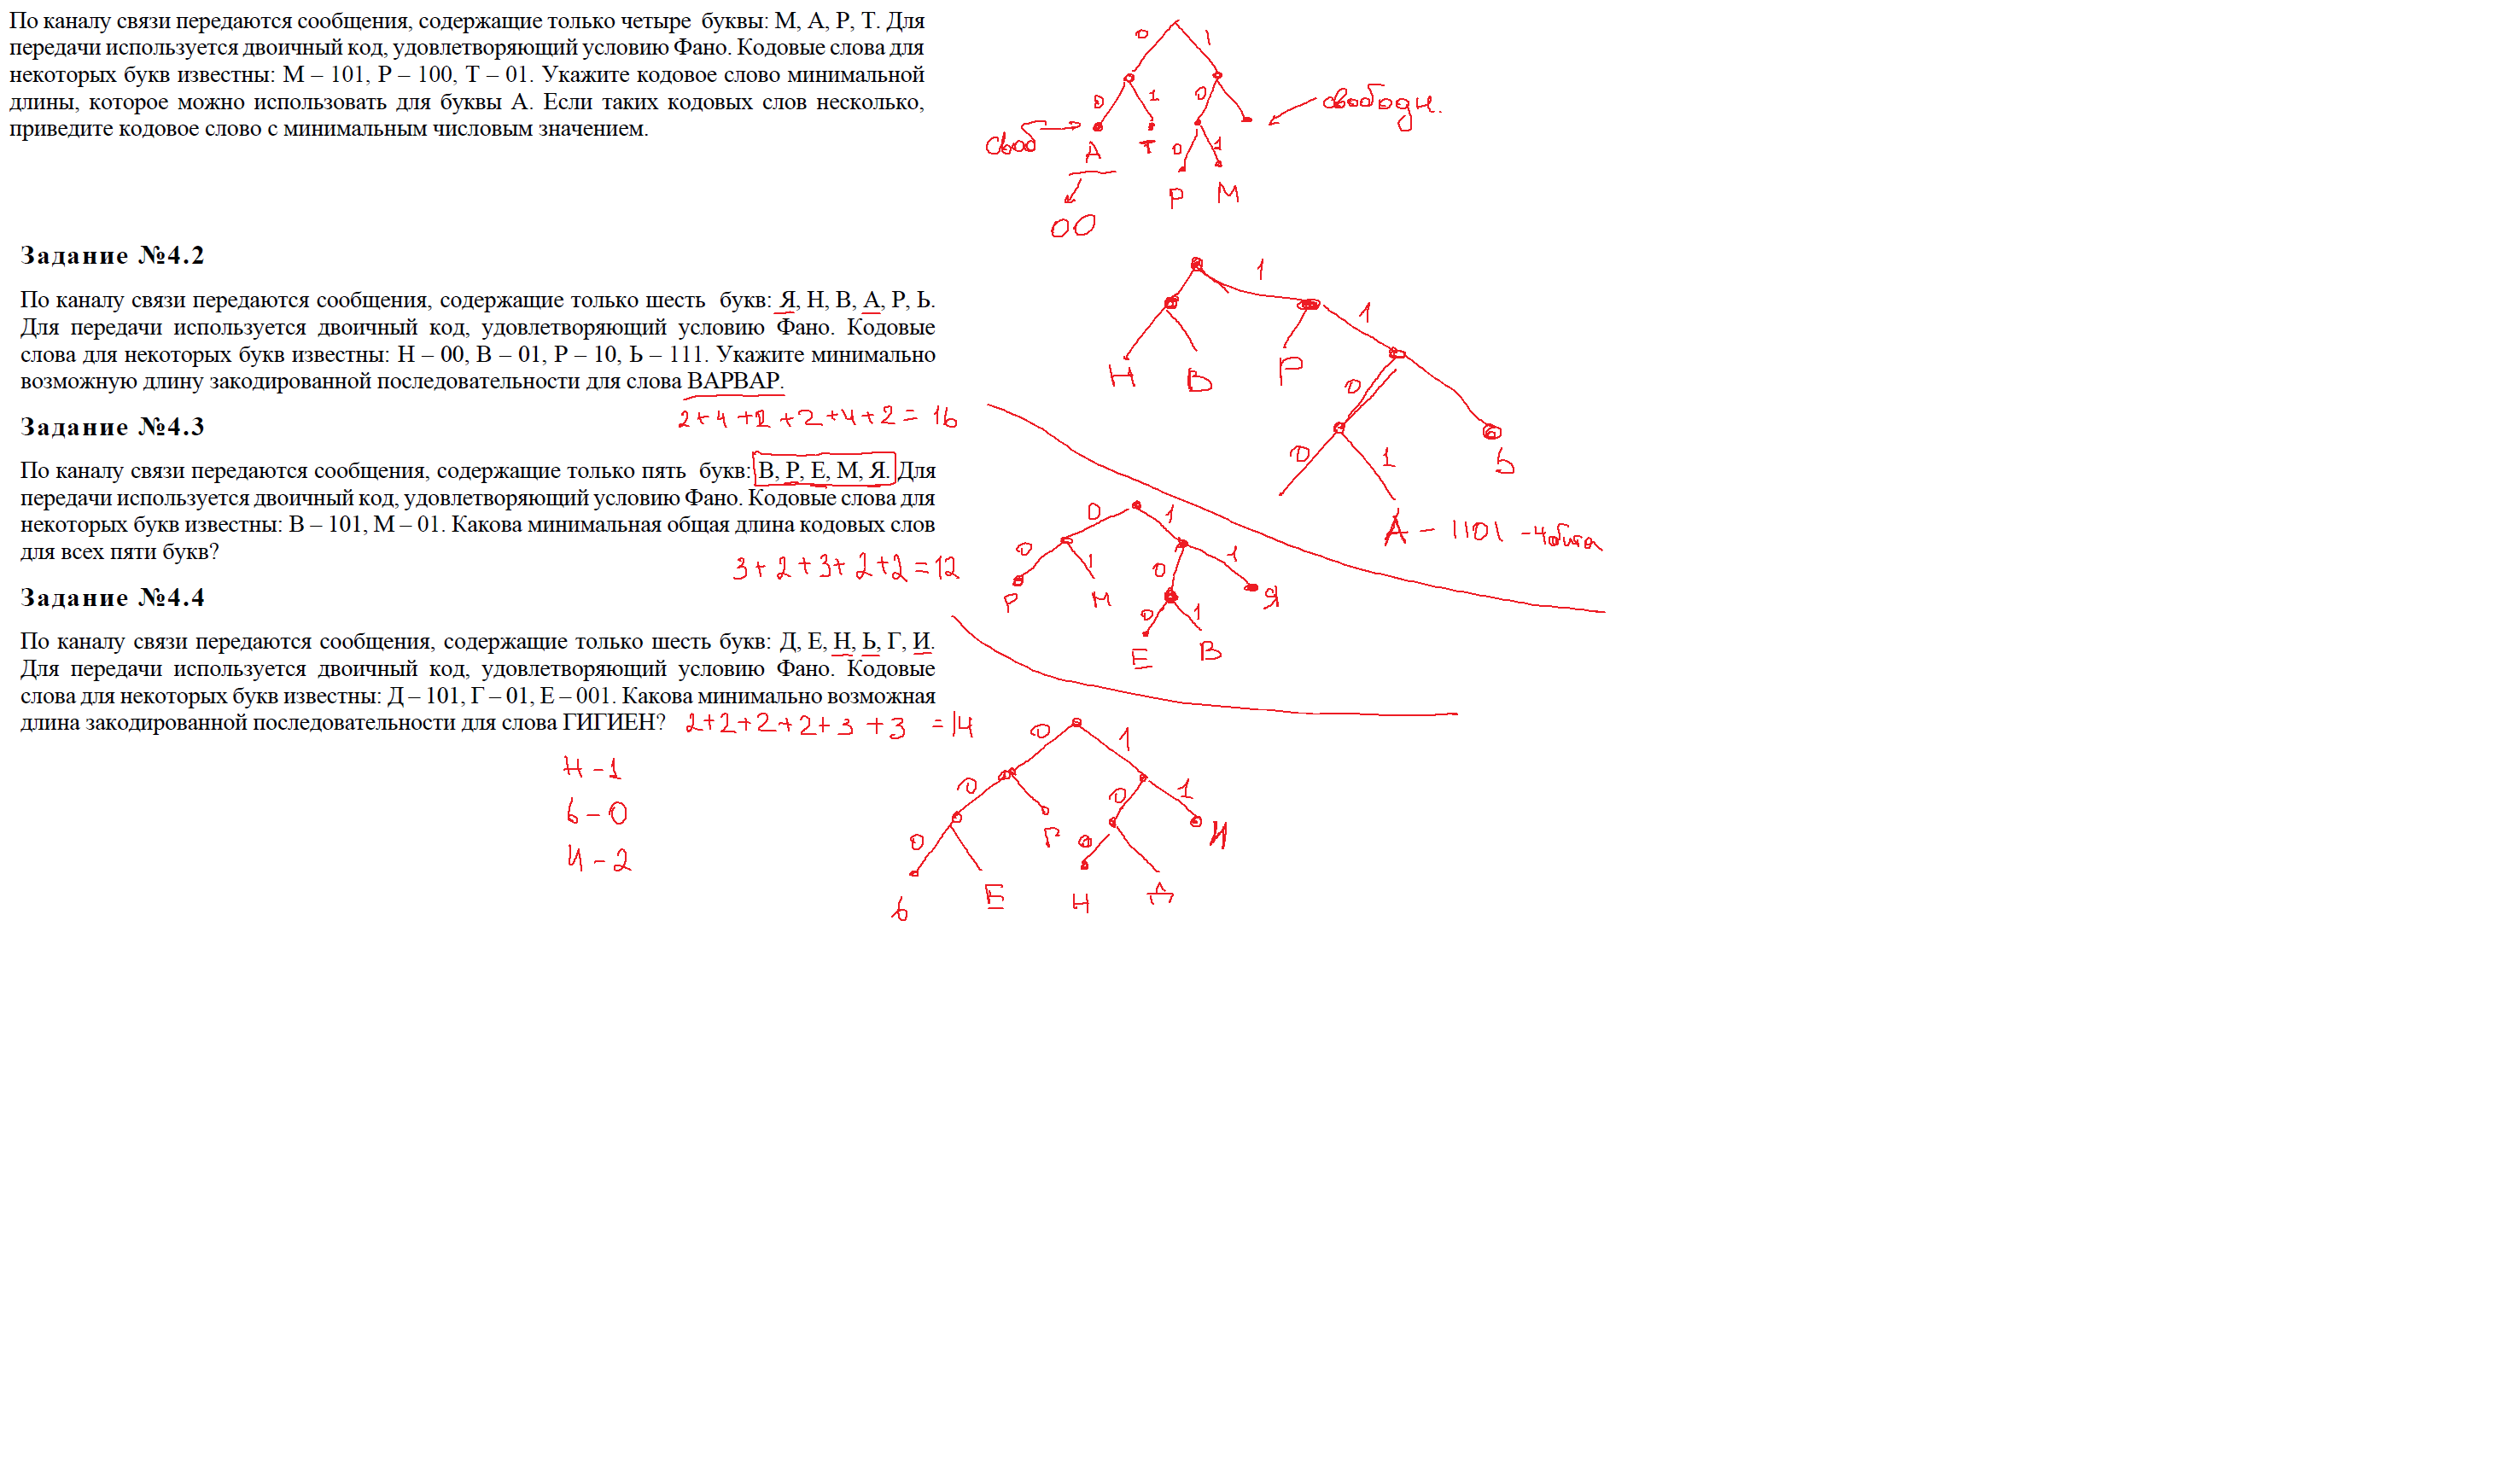 По каналу связи передаются сообщения, содержащие только четыре буквы: М, А, Р, Т. Для
передачи используется двоичный код, удовлетворяющий условию Фано. Кодовые слова для
некоторых букв известны: М – 101, Р – 100, Т – 01. Укажите кодовое слово минимальной
длины, которое можно использовать для буквы А. Если таких кодовых слов несколько,
приведите кодовое слово с минимальным числовым значением.
0 1
0 1 0 свободн.
своб А Т 0 1
Р М
00
Задание №4.2
По каналу связи передаются сообщения, содержащие только шесть букв: Я, Н, В, А, Р, Ь.
Для передачи используется двоичный код, удовлетворяющий условию Фано. Кодовые
слова для некоторых букв известны: Н – 00, В – 01, Р – 10, Ь – 111. Укажите минимально
возможную длину закодированной последовательности для слова ВАРВАР.
2+4+2+2+4+2=16
1
1
Н В Р
0
0 1 Ь
А – 1101 – 4 бита
Задание №4.3
По каналу связи передаются сообщения, содержащие только пять букв: В, Р, Е, М, Я. Для
передачи используется двоичный код, удовлетворяющий условию Фано. Кодовые слова для
некоторых букв известны: В – 101, М – 01. Какова минимальная общая длина кодовых слов
для всех пяти букв?
3+2+3+2+2=12
0 1
0 1 0 1
Р М 0 1 Я
Е В
Задание №4.4
По каналу связи передаются сообщения, содержащие только шесть букв: Д, Е, Н, Ь, Г, И.
Для передачи используется двоичный код, удовлетворяющий условию Фано. Кодовые
слова для некоторых букв известны: Д – 101, Г – 01, Е – 001. Какова минимально возможная
длина закодированной последовательности для слова ГИГИЕН?
2+2+2+2+3+3=14
Н – 1
Ь – 0
И – 2
0 1
0 0 1
0 Г 0 И
Ь Е Н Д